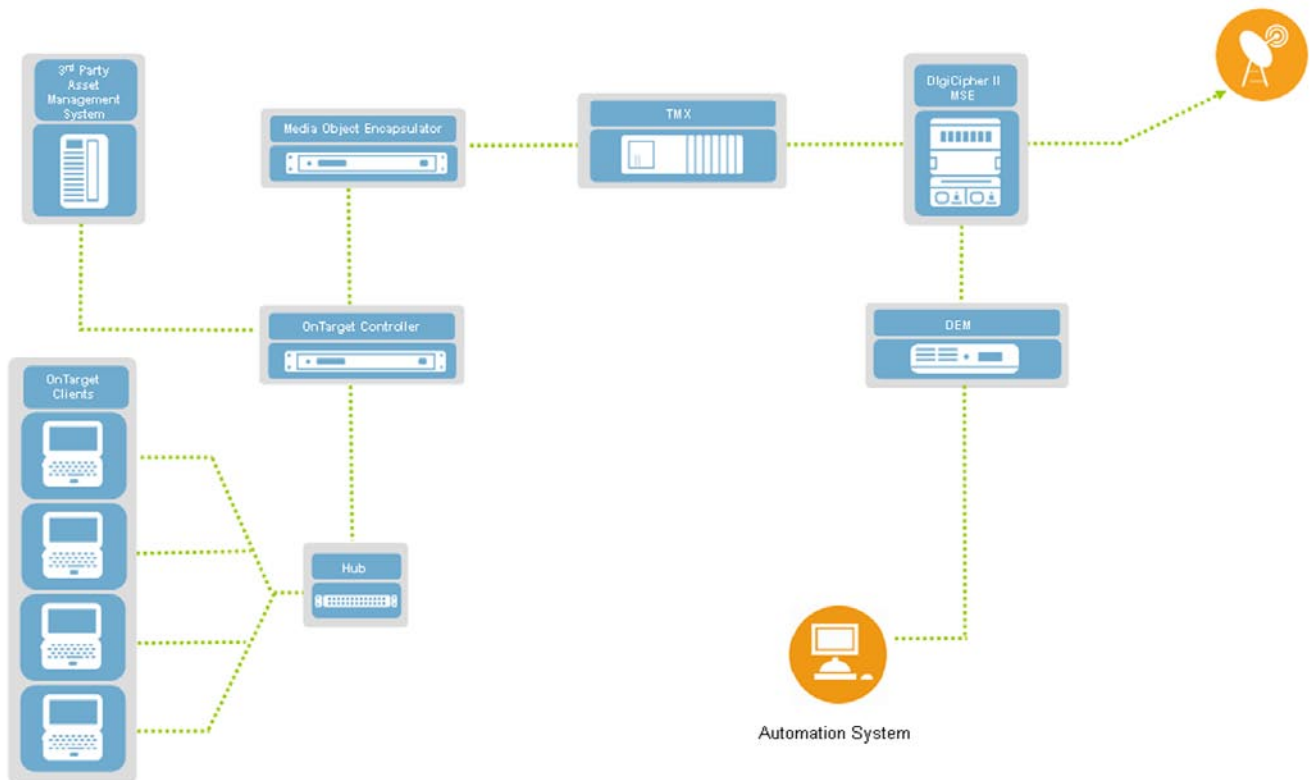 3rd Party
Asset
Management
System
Media Object Encapsulator
TMX
DIgiCipher II
MSE
OnTarget Controller
DEM
OnTarget
Clients
Hub
Automation System